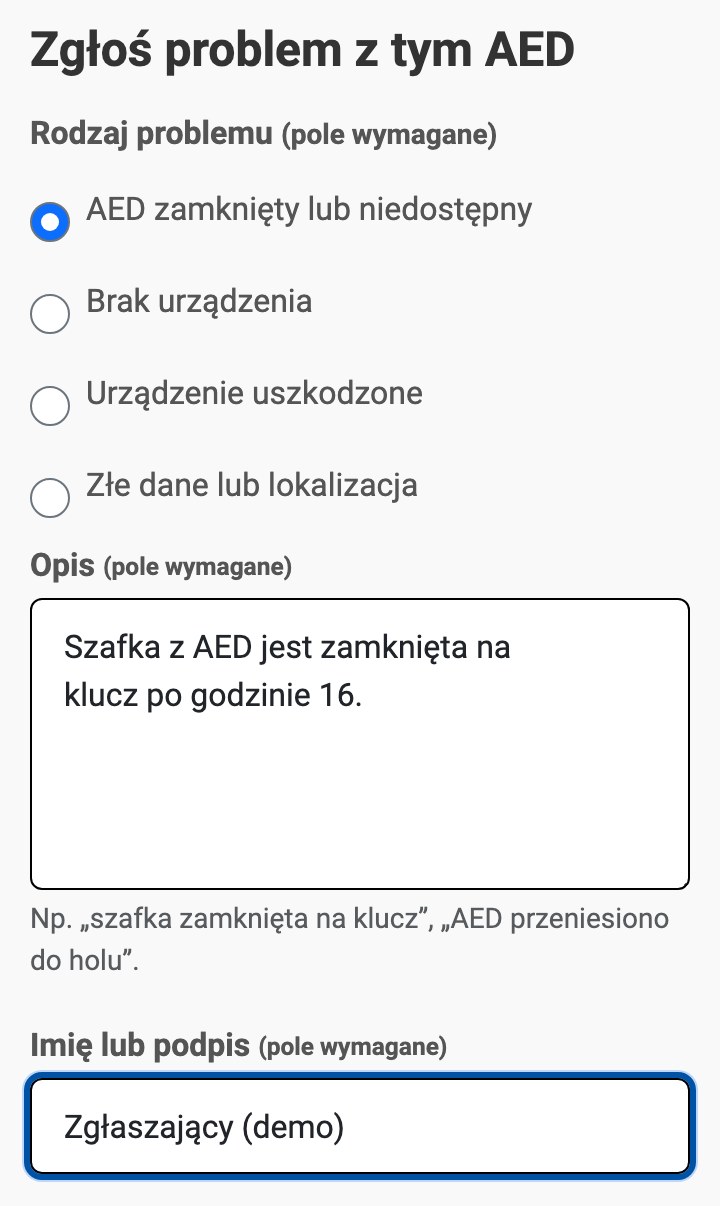 Zgłoś problem z tym AED
Rodzaj problemu (pole wymagane)
AED zamknięty lub niedostępny
Brak urządzenia
Urządzenie uszkodzone
Złe dane lub lokalizacja
Opis (pole wymagane)
Szafka z AED jest zamknięta na
klucz po godzinie 16.
Np. „szafka zamknięta na klucz”, „AED przeniesiono
do holu”.
Imię lub podpis (pole wymagane)
Zgłaszający (demo)